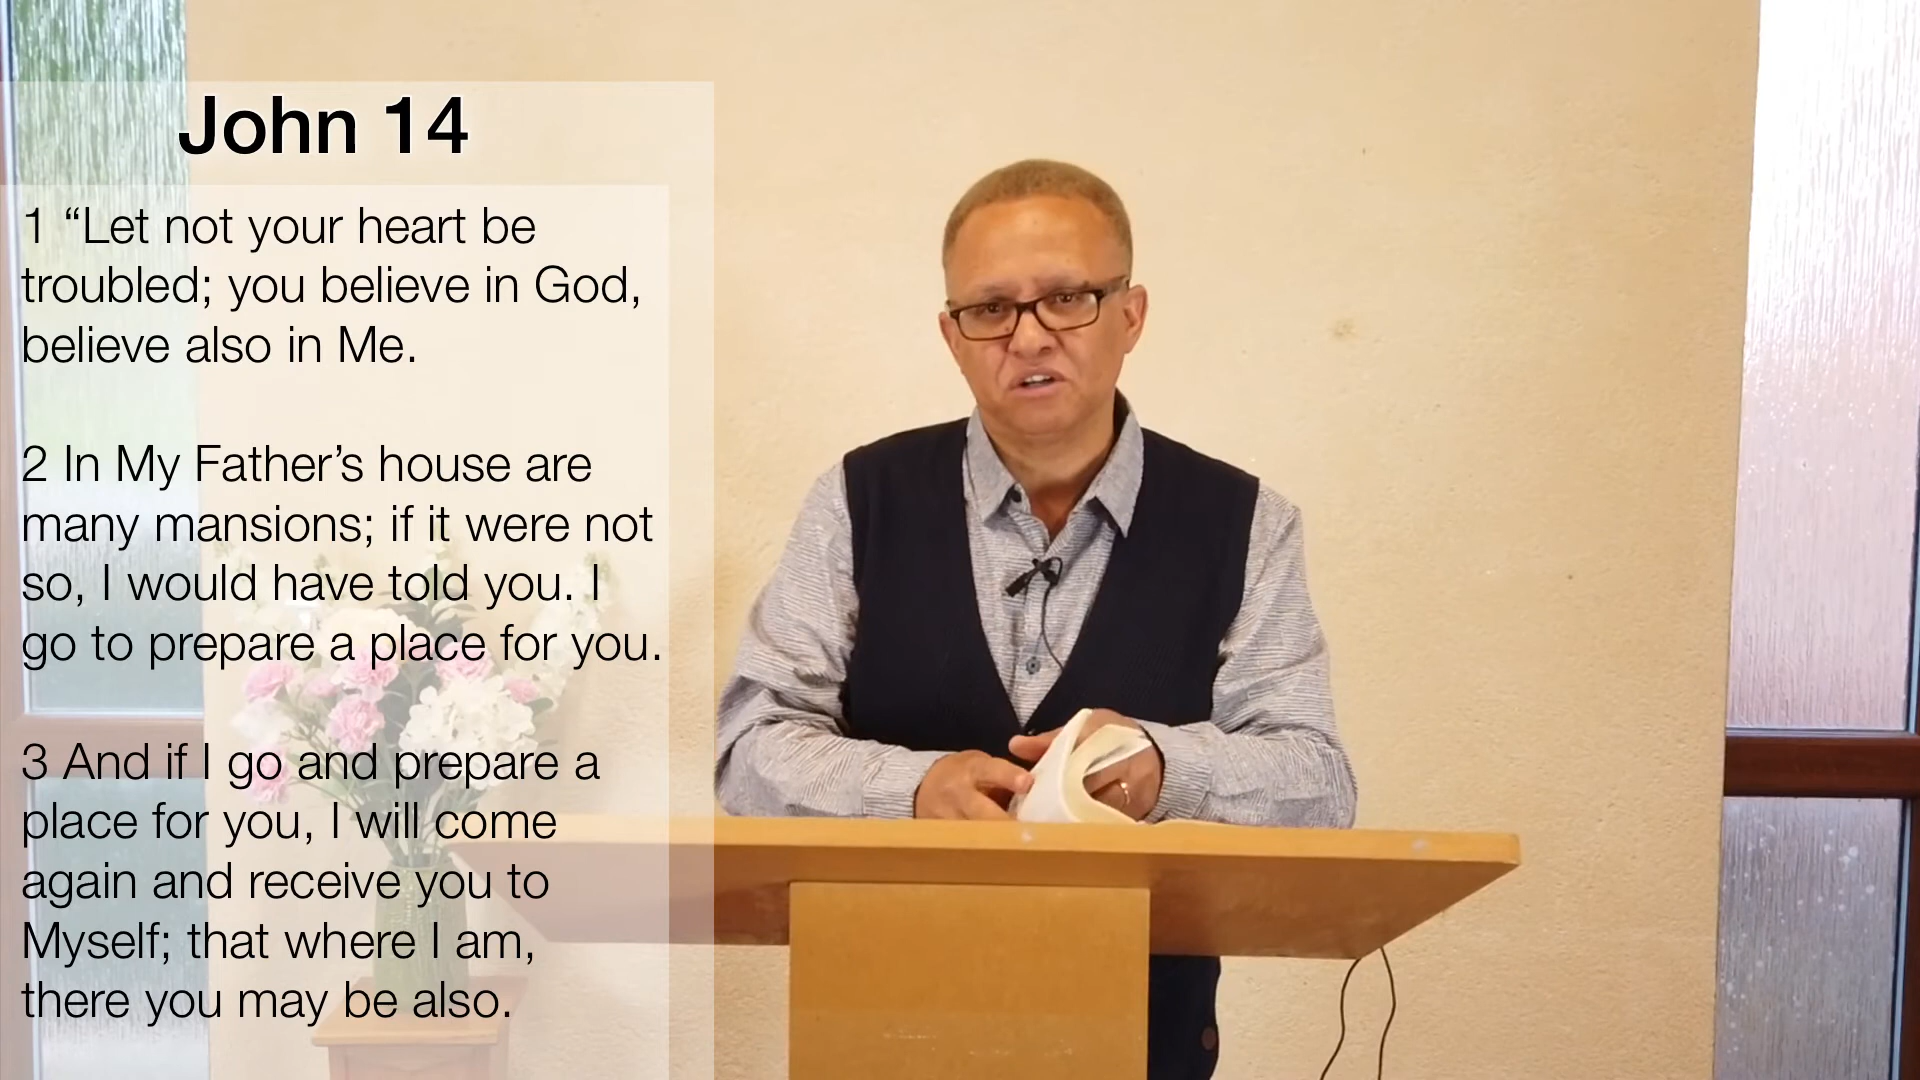 John 14
1 “Let not your heart be
troubled; you believe in God,
believe also in Me.
2 In My Father’s house are
many mansions; if it were not
so, I would have told you. I
go to prepare a place for you.
3 And if I go and prepare a
place for you, I will come
again and receive you to
Myself; that where I am,
there you may be also.